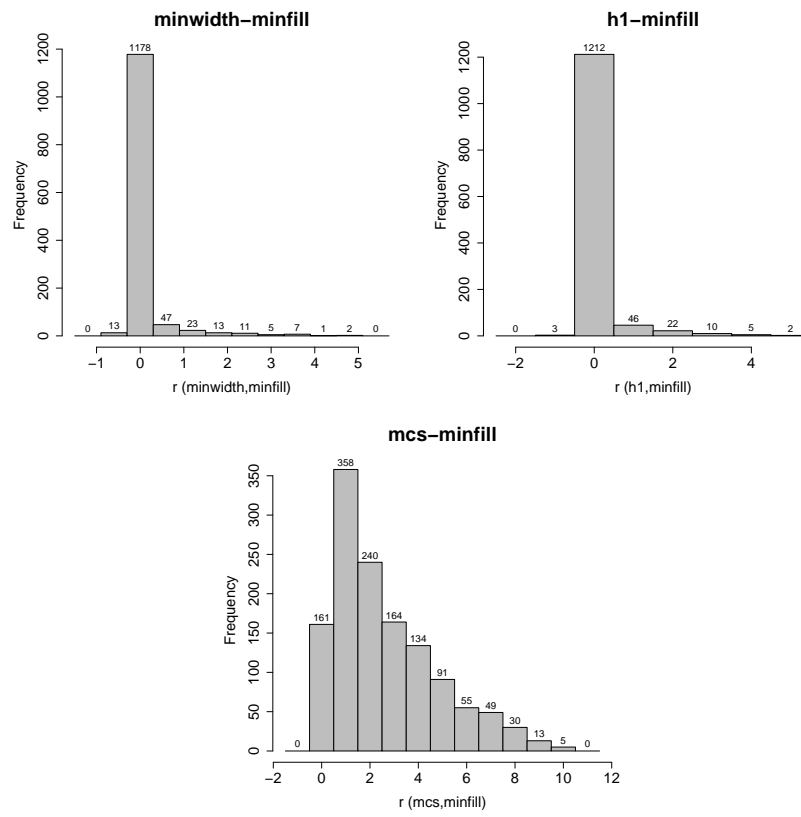 minwidth−minfill
1200
1000
800
600
400
200
0
Frequency
0 13 1178 47 23 13 11 5 7 1 2 0
−1 0 1 2 3 4 5
r (minwidth,minfill)
h1−minfill
1200
1000
800
600
400
200
0
Frequency
0 3 1212 46 22 10 5 2
−2 0 2 4
r (h1,minfill)
mcs−minfill
350
300
250
200
150
100
50
0
Frequency
0 161 358 240 164 134 91 55 49 30 13 5 0
−2 0 2 4 6 8 10 12
r (mcs,minfill)